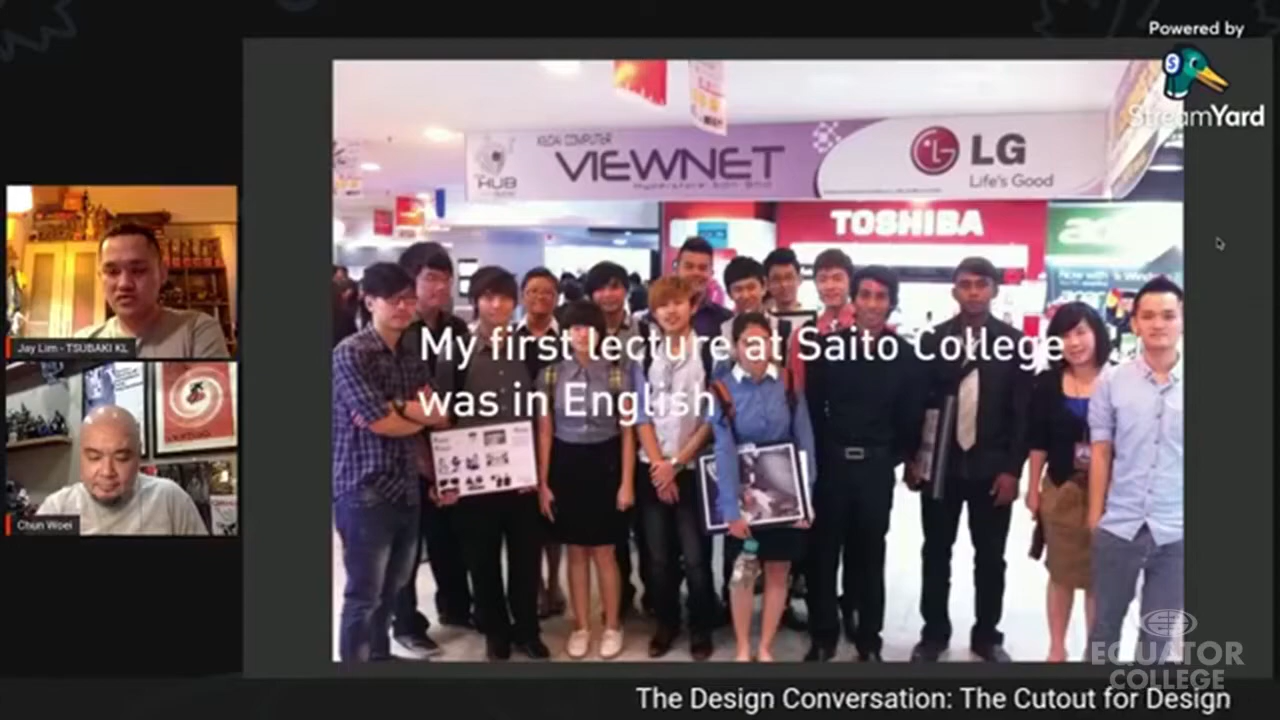 Powered by
StreamYard
KEDAI COMPUTER
VIEWNET
HUB
LG
Life's Good
TOSHIBA
Jay Lim - TSUBAKI KL
My first lecture at Saito College
was in English
Chun Woei
EQUATOR
COLLEGE
The Design Conversation: The Cutout for Design